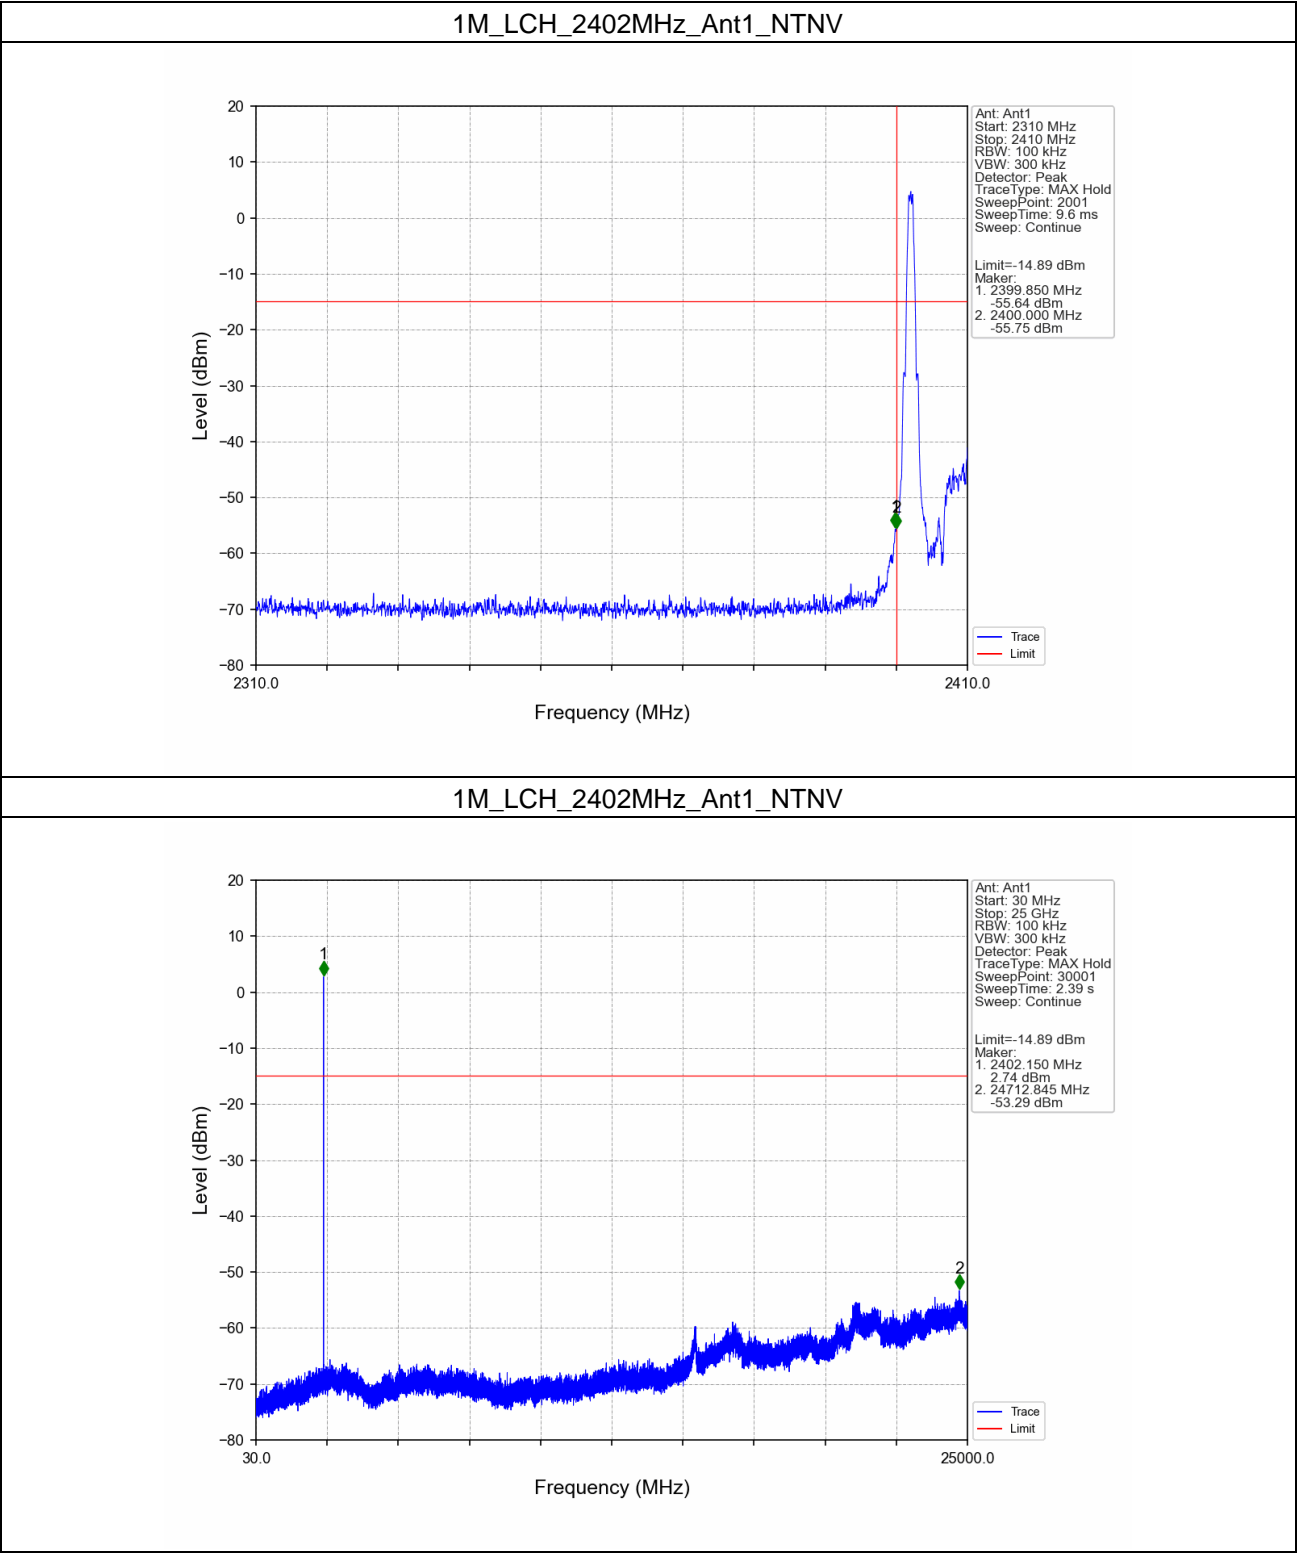 1M_LCH_2402MHz_Ant1_NTNV
20
10
0
−10
−20
−30
−40
−50
−60
−70
−80
Level (dBm)
2310.0
2410.0
Frequency (MHz)
2
Ant: Ant1
Start: 2310 MHz
Stop: 2410 MHz
RBW: 100 kHz
VBW: 300 kHz
Detector: Peak
TraceType: MAX Hold
SweepPoint: 2001
SweepTime: 9.6 ms
Sweep: Continue
Limit=-14.89 dBm
Maker:
1. 2399.850 MHz
-55.64 dBm
2. 2400.000 MHz
-55.75 dBm
Trace
Limit
1M_LCH_2402MHz_Ant1_NTNV
20
10
0
−10
−20
−30
−40
−50
−60
−70
−80
Level (dBm)
30.0
25000.0
Frequency (MHz)
1
2
Ant: Ant1
Start: 30 MHz
Stop: 25 GHz
RBW: 100 kHz
VBW: 300 kHz
Detector: Peak
TraceType: MAX Hold
SweepPoint: 30001
SweepTime: 2.39 s
Sweep: Continue
Limit=-14.89 dBm
Maker:
1. 2402.150 MHz
2.74 dBm
2. 24712.845 MHz
-53.29 dBm
Trace
Limit